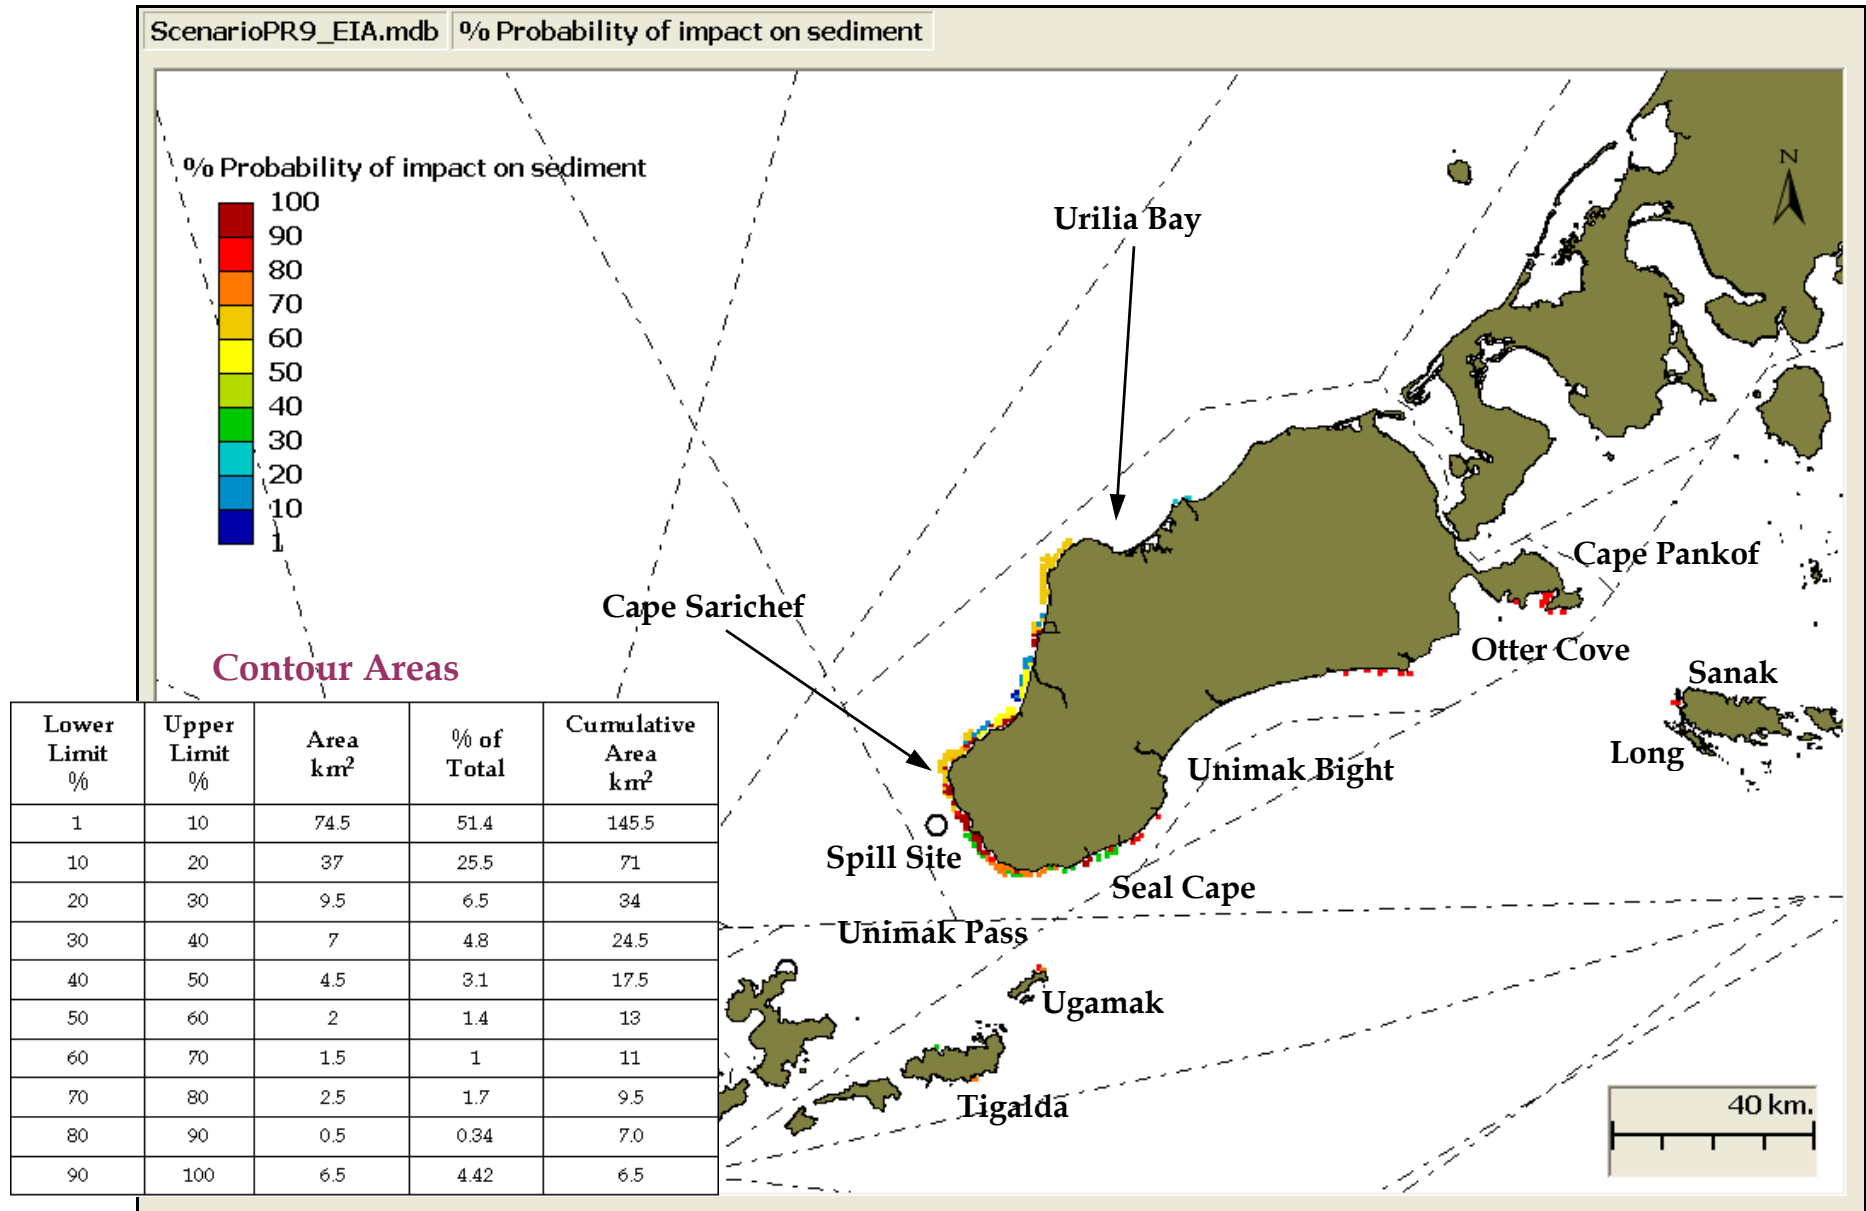 ScenarioPR9_EIA.mdb % Probability of impact on sediment
% Probability of impact on sediment
100
90
80
70
60
50
40
30
20
10
1
N
Urilia Bay
Cape Pankof
Cape Sarichef
Otter Cove
Sanak
Long
Unimak Bight
Spill Site
Seal Cape
Unimak Pass
Ugamak
Tigalda
40 km.
Contour Areas
Lower Limit % Upper Limit % Area km² % of Total Cumulative Area km²
1 10 74.5 51.4 145.5
10 20 37 25.5 71
20 30 9.5 6.5 34
30 40 7 4.8 24.5
40 50 4.5 3.1 17.5
50 60 2 1.4 13
60 70 1.5 1 11
70 80 2.5 1.7 9.5
80 90 0.5 0.34 7.0
90 100 6.5 4.42 6.5